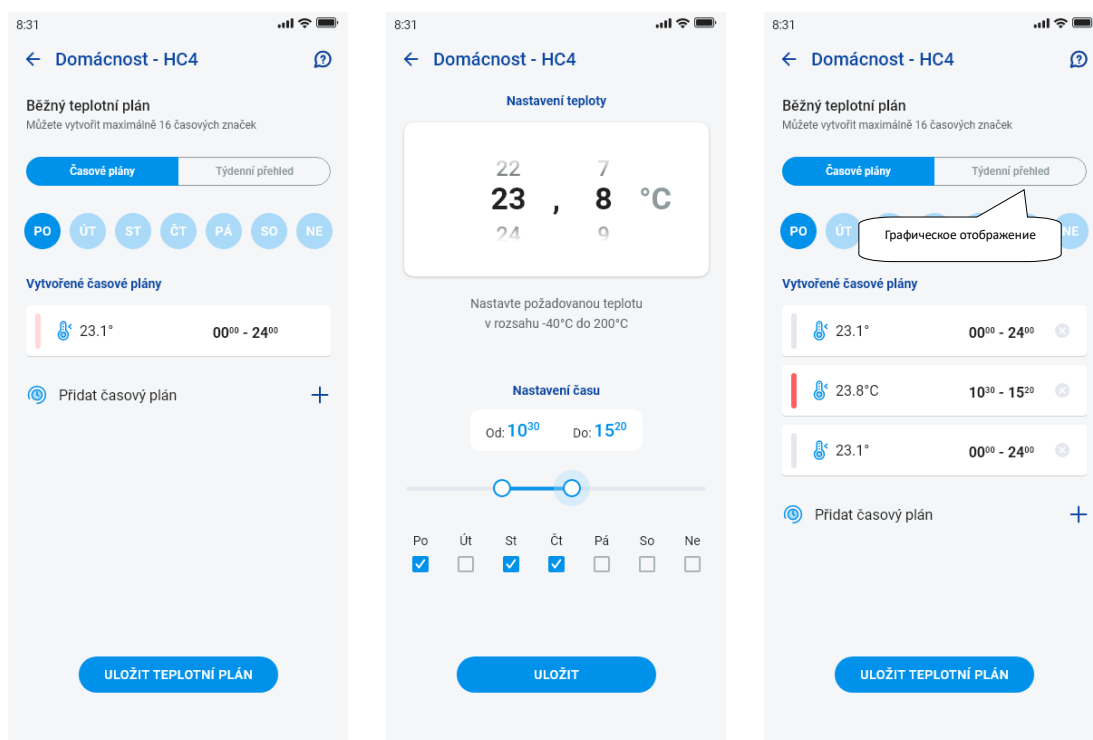 8:31
Domácnost - HC4
Běžný teplotní plán
Můžete vytvořit maximálně 16 časových značek
Časové plány Týdenní přehled
PO ÚT ST ČT PÁ SO NE
Vytvořené časové plány
23.1° 00⁰⁰ - 24⁰⁰
Přidat časový plán
ULOŽIT TEPLOTNÍ PLÁN
8:31
Domácnost - HC4
Nastavení teploty
22 7
23 , 8 °C
24 9
Nastavte požadovanou teplotu
v rozsahu -40°C do 200°C
Nastavení času
Od: 10³⁰ Do: 15²⁰
Po Út St Čt Pá So Ne
ULOŽIT
8:31
Domácnost - HC4
Běžný teplotní plán
Můžete vytvořit maximálně 16 časových značek
Časové plány Týdenní přehled
PO ÚT NE
Графическое отображение
Vytvořené časové plány
23.1° 00⁰⁰ - 24⁰⁰
23.8°C 10³⁰ - 15²⁰
23.1° 00⁰⁰ - 24⁰⁰
Přidat časový plán
ULOŽIT TEPLOTNÍ PLÁN